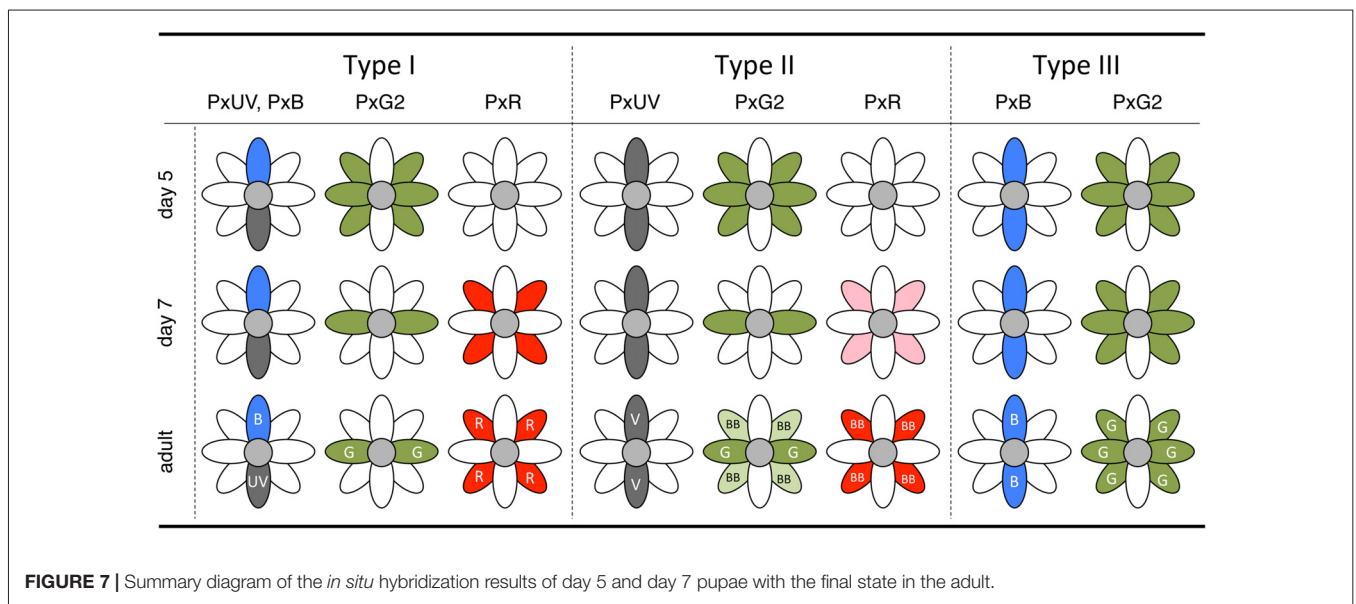 Type I Type II Type III
PxUV, PxB PxG2 PxR PxUV PxG2 PxR PxB PxG2
day 5
day 7
adult
B R R V BB BB BB BB B G G
G G G G G G
UV R R V BB BB BB BB B G G
FIGURE 7 | Summary diagram of the in situ hybridization results of day 5 and day 7 pupae with the final state in the adult.